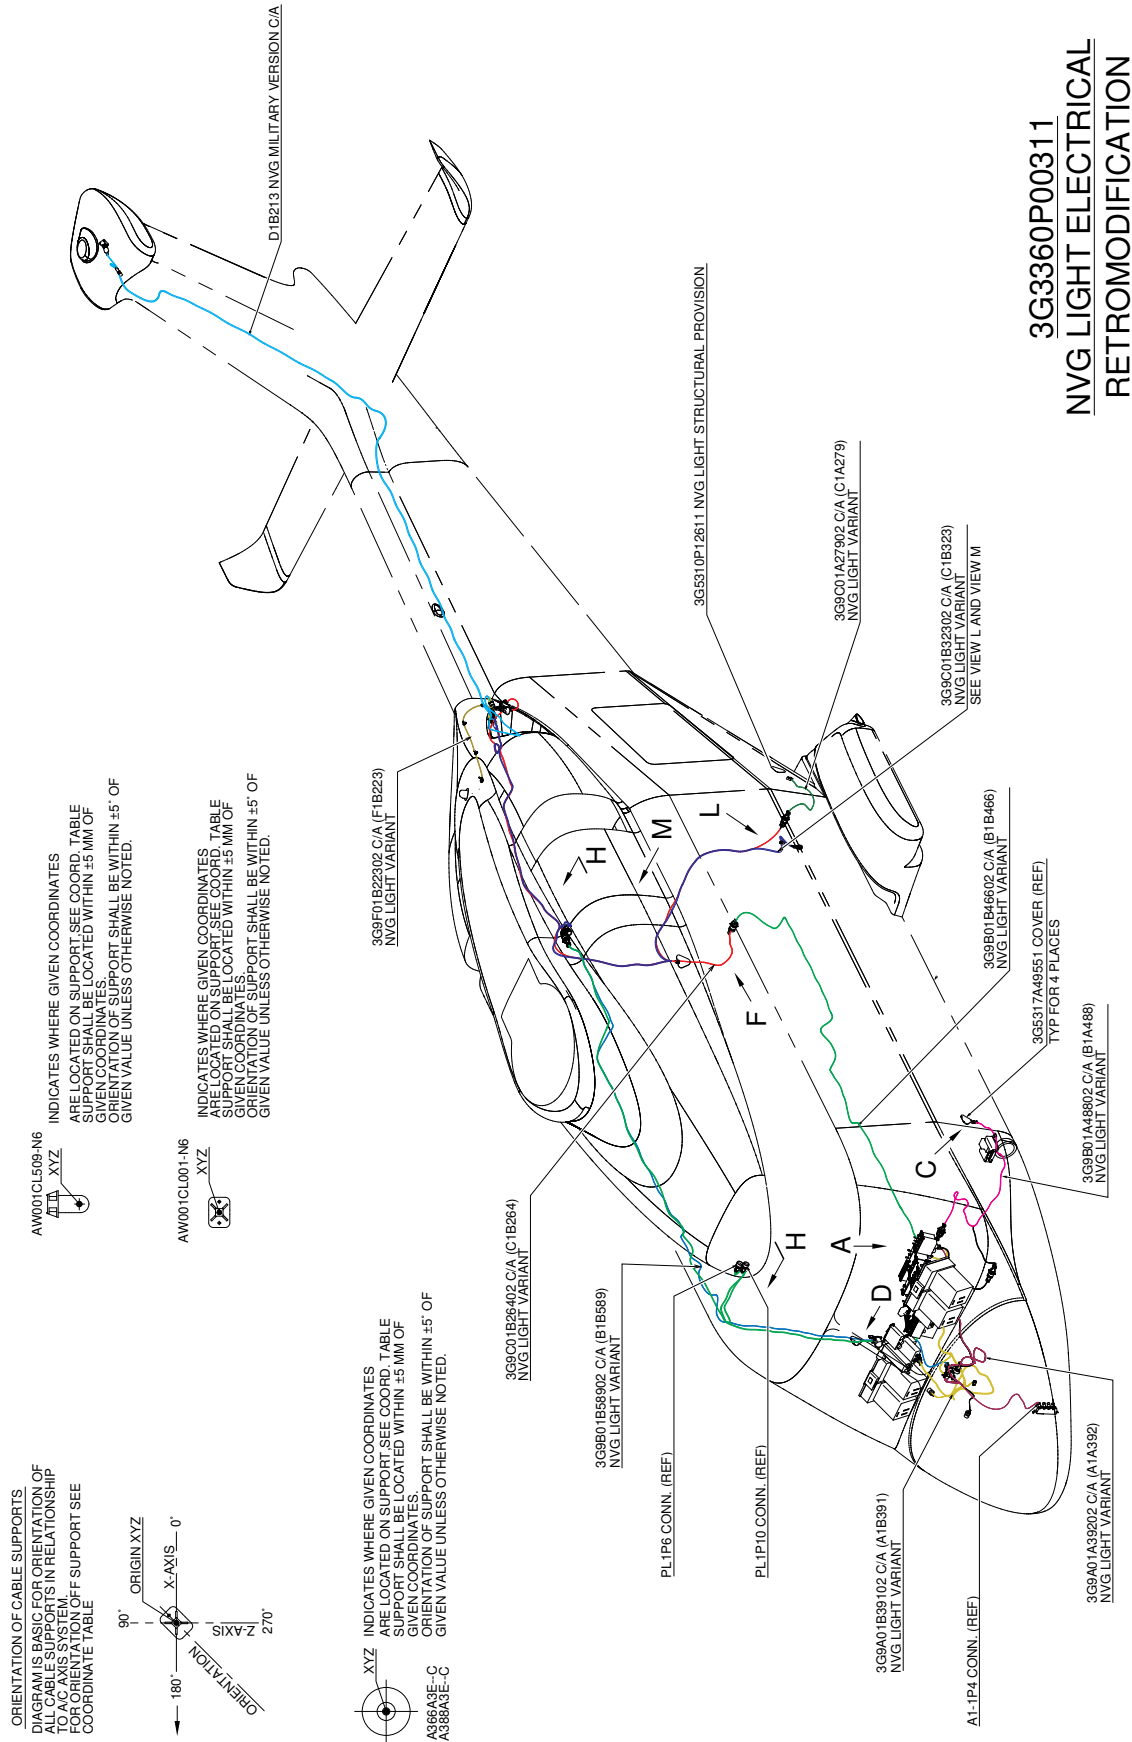 ORIENTATION OF CABLE SUPPORTS
DIAGRAM IS BASIC FOR ORIENTATION OF
ALL CABLE SUPPORTS IN RELATIONSHIP
TO A/C AXIS SYSTEM.
FOR ORIENTATION OFF SUPPORT SEE
COORDINATE TABLE
90°
ORIGIN XYZ
180°
X-AXIS
0°
Z-AXIS
270°
ORIENTATION
XYZ
A366A3E--C
A388A3E--C
INDICATES WHERE GIVEN COORDINATES
ARE LOCATED ON SUPPORT,SEE COORD. TABLE
SUPPORT SHALL BE LOCATED WITHIN ±5 MM OF
GIVEN COORDINATES.
ORIENTATION OF SUPPORT SHALL BE WITHIN ±5° OF
GIVEN VALUE UNLESS OTHERWISE NOTED.
AW001CL509-N6
XYZ
INDICATES WHERE GIVEN COORDINATES
ARE LOCATED ON SUPPORT,SEE COORD. TABLE
SUPPORT SHALL BE LOCATED WITHIN ±5 MM OF
GIVEN COORDINATES.
ORIENTATION OF SUPPORT SHALL BE WITHIN ±5° OF
GIVEN VALUE UNLESS OTHERWISE NOTED.
AW001CL001-N6
XYZ
INDICATES WHERE GIVEN COORDINATES
ARE LOCATED ON SUPPORT,SEE COORD. TABLE
SUPPORT SHALL BE LOCATED WITHIN ±5 MM OF
GIVEN COORDINATES.
ORIENTATION OF SUPPORT SHALL BE WITHIN ±5° OF
GIVEN VALUE UNLESS OTHERWISE NOTED.
D1B213 NVG MILITARY VERSION C/A
3G9F01B22302 C/A (F1B223)
NVG LIGHT VARIANT
3G9C01B26402 C/A (C1B264)
NVG LIGHT VARIANT
3G9B01B58902 C/A (B1B589)
NVG LIGHT VARIANT
PL1P6 CONN. (REF)
PL1P10 CONN. (REF)
3G9A01B39102 C/A (A1B391)
NVG LIGHT VARIANT
A1-1P4 CONN. (REF)
3G9A01A39202 C/A (A1A392)
NVG LIGHT VARIANT
3G9B01A48802 C/A (B1A488)
NVG LIGHT VARIANT
3G5317A49551 COVER (REF)
TYP FOR 4 PLACES
3G9B01B46602 C/A (B1B466)
NVG LIGHT VARIANT
3G9C01B32302 C/A (C1B323)
NVG LIGHT VARIANT
SEE VIEW L AND VIEW M
3G9C01A27902 C/A (C1A279)
NVG LIGHT VARIANT
3G5310P12611 NVG LIGHT STRUCTURAL PROVISION
H
M
L
F
C
H
A
D
3G3360P00311
NVG LIGHT ELECTRICAL
RETROMODIFICATION